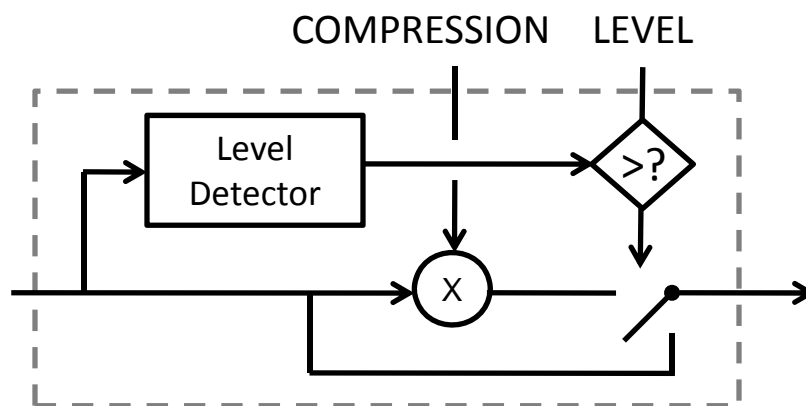 COMPRESSION LEVEL
Level
Detector
>?
X